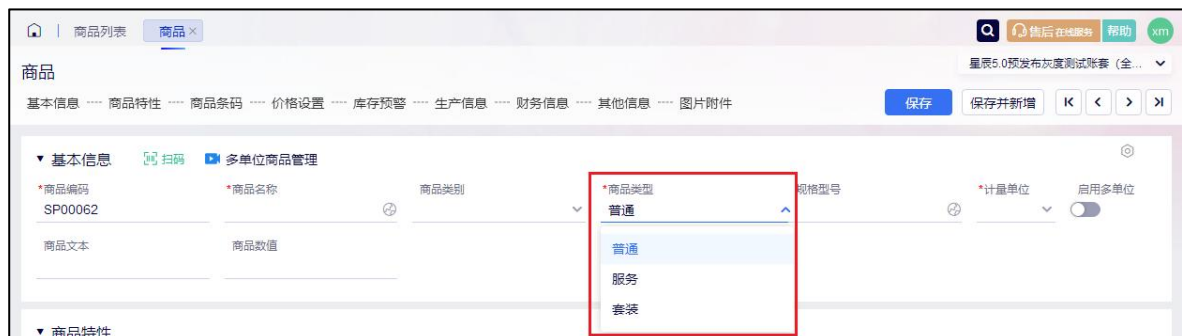 商品列表 商品 × 售后在线服务 帮助 xm
商品 星辰5.0预发布灰度测试账套（全...
基本信息 ---- 商品特性 ---- 商品条码 ---- 价格设置 ---- 库存预警 ---- 生产信息 ---- 财务信息 ---- 其他信息 ---- 图片附件 保存 保存并新增
基本信息 扫码 多单位商品管理
*商品编码 *商品名称 商品类别 *商品类型 规格型号 *计量单位 启用多单位
SP00062 普通
商品文本 商品数值 普通
服务
套装
商品特性